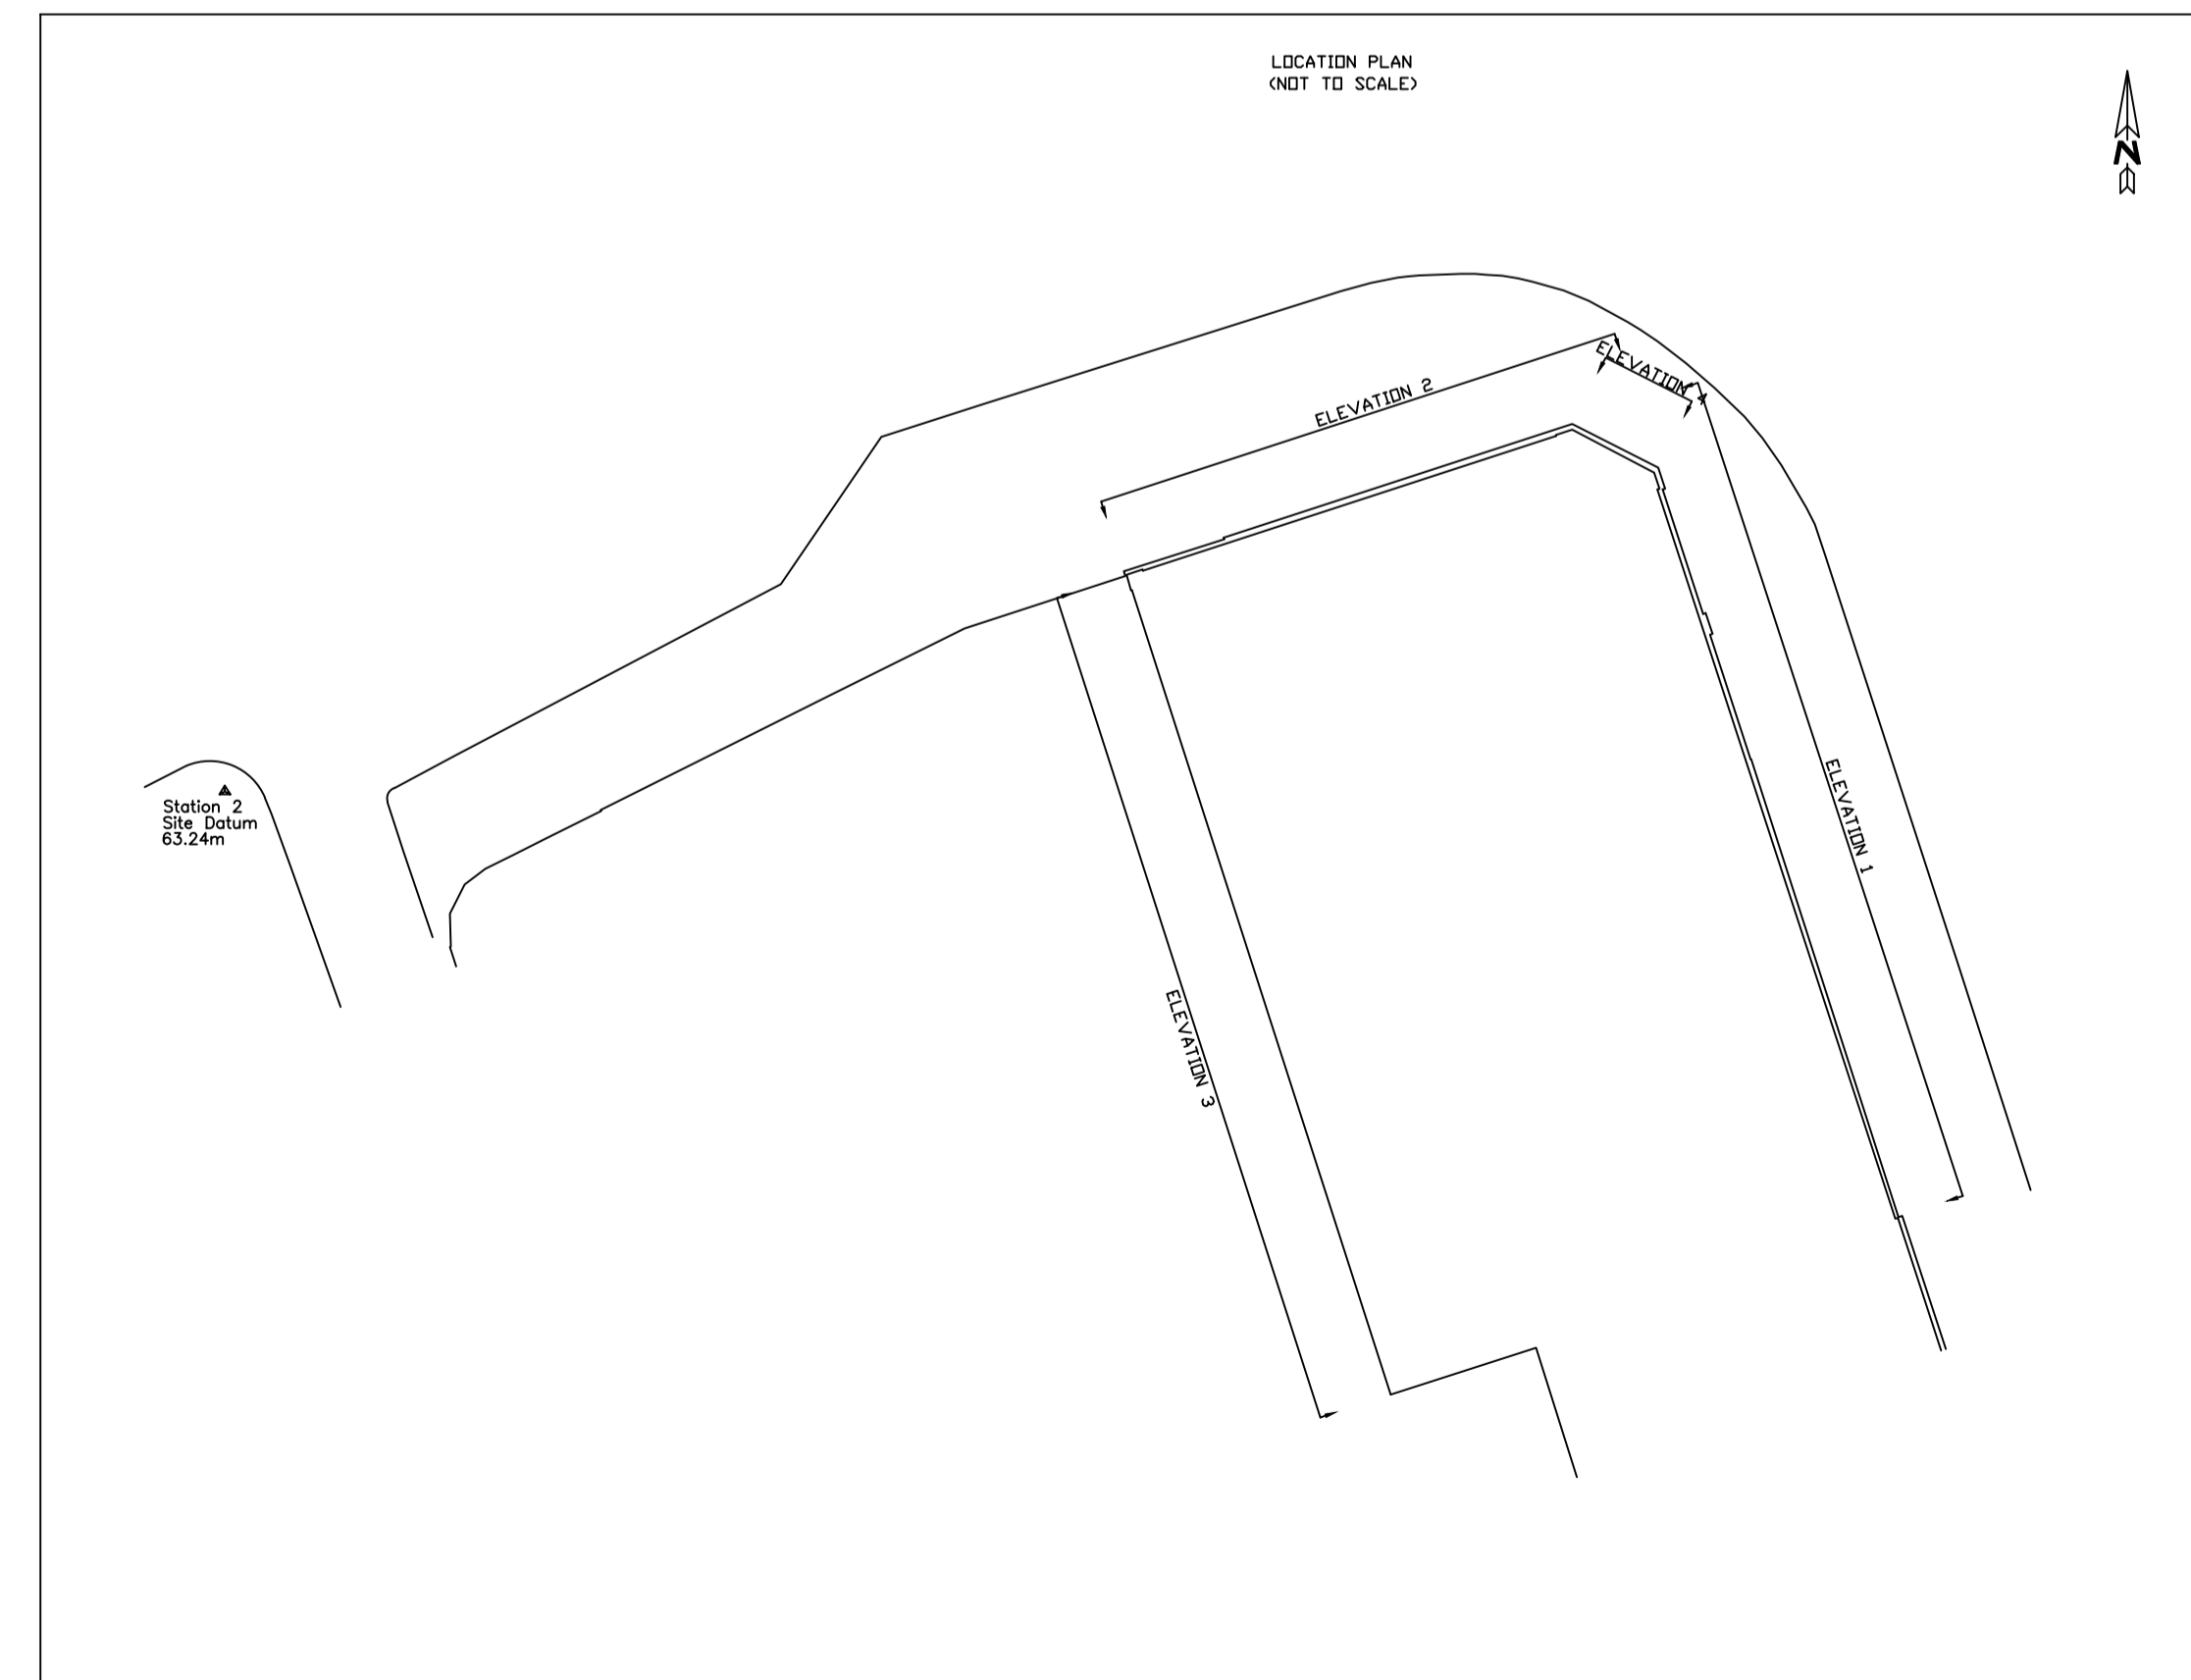 LOCATION PLAN
(NOT TO SCALE)
N
ELEVATION 4
ELEVATION 2
ELEVATION 1
Station 2
Site Datum
63.24m
ELEVATION 3